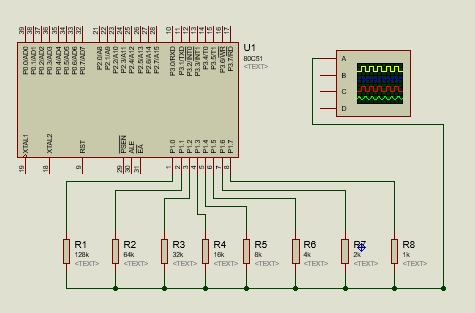 39 38 37 36 35 34 33 32 21 22 23 24 25 26 27 28 10 11 12 13 14 15 16 17
P0.0/AD0
P0.1/AD1
P0.2/AD2
P0.3/AD3
P0.4/AD4
P0.5/AD5
P0.6/AD6
P0.7/AD7
P2.0/A8
P2.1/A9
P2.2/A10
P2.3/A11
P2.4/A12
P2.5/A13
P2.6/A14
P2.7/A15
P3.0/RXD
P3.1/TXD
P3.2/INT0
P3.3/INT1
P3.4/T0
P3.5/T1
P3.6/WR
P3.7/RD
U1
80C51
<TEXT>
A
B
C
D
XTAL1
XTAL2
RST
PSEN
ALE
EA
P1.0
P1.1
P1.2
P1.3
P1.4
P1.5
P1.6
P1.7
19 18 9 29 30 31 1 2 3 4 5 6 7 8
R1 R2 R3 R4 R5 R6 R7 R8
128k 64k 32k 16k 8k 4k 2k 1k
<TEXT> <TEXT> <TEXT> <TEXT> <TEXT> <TEXT> <TEXT> <TEXT>